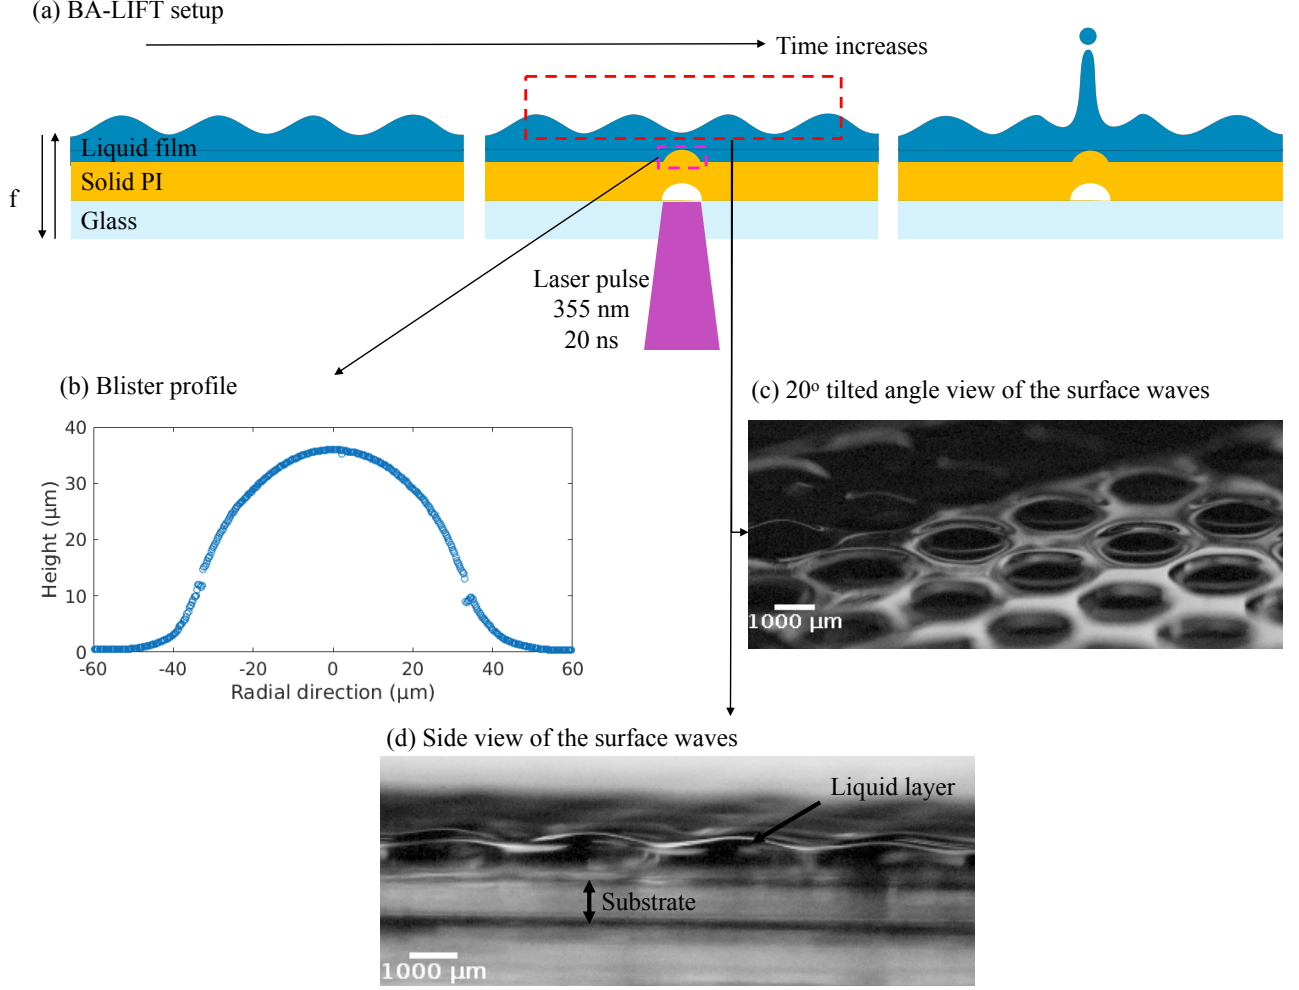 (a) BA-LIFT setup
Time increases
f
Liquid film
Solid PI
Glass
Laser pulse
355 nm
20 ns
(b) Blister profile
40
30
20
10
0
Height (μm)
-60 -40 -20 0 20 40 60
Radial direction (μm)
(c) 20º tilted angle view of the surface waves
1000 μm
(d) Side view of the surface waves
Liquid layer
Substrate
1000 μm